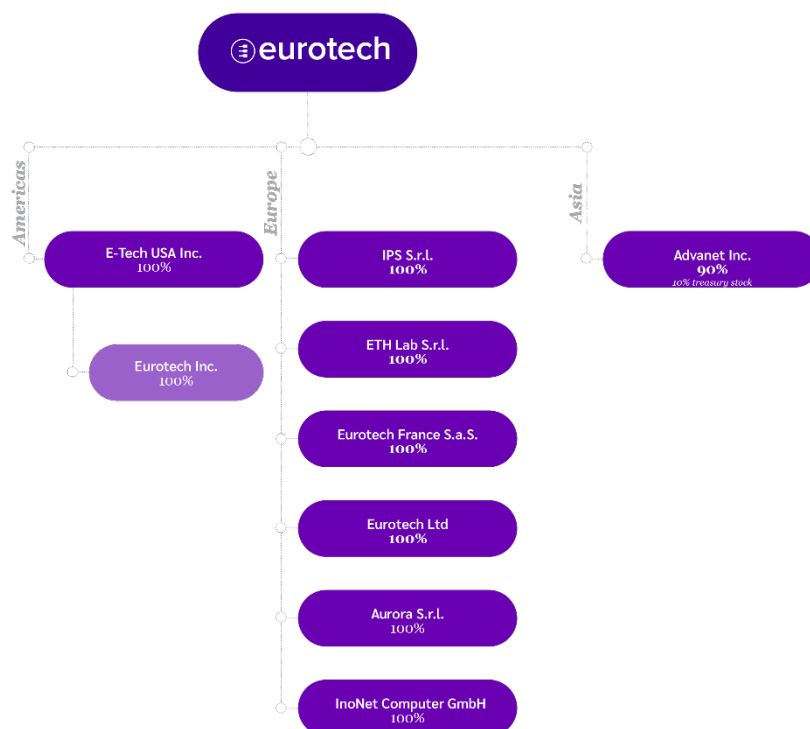 eurotech
Americas
Europe
Asia
E-Tech USA Inc.
100%
Eurotech Inc.
100%
IPS S.r.l.
100%
ETH Lab S.r.l.
100%
Eurotech France S.a.S.
100%
Eurotech Ltd
100%
Aurora S.r.l.
100%
InoNet Computer GmbH
100%
Advanet Inc.
90%
10% treasury stock